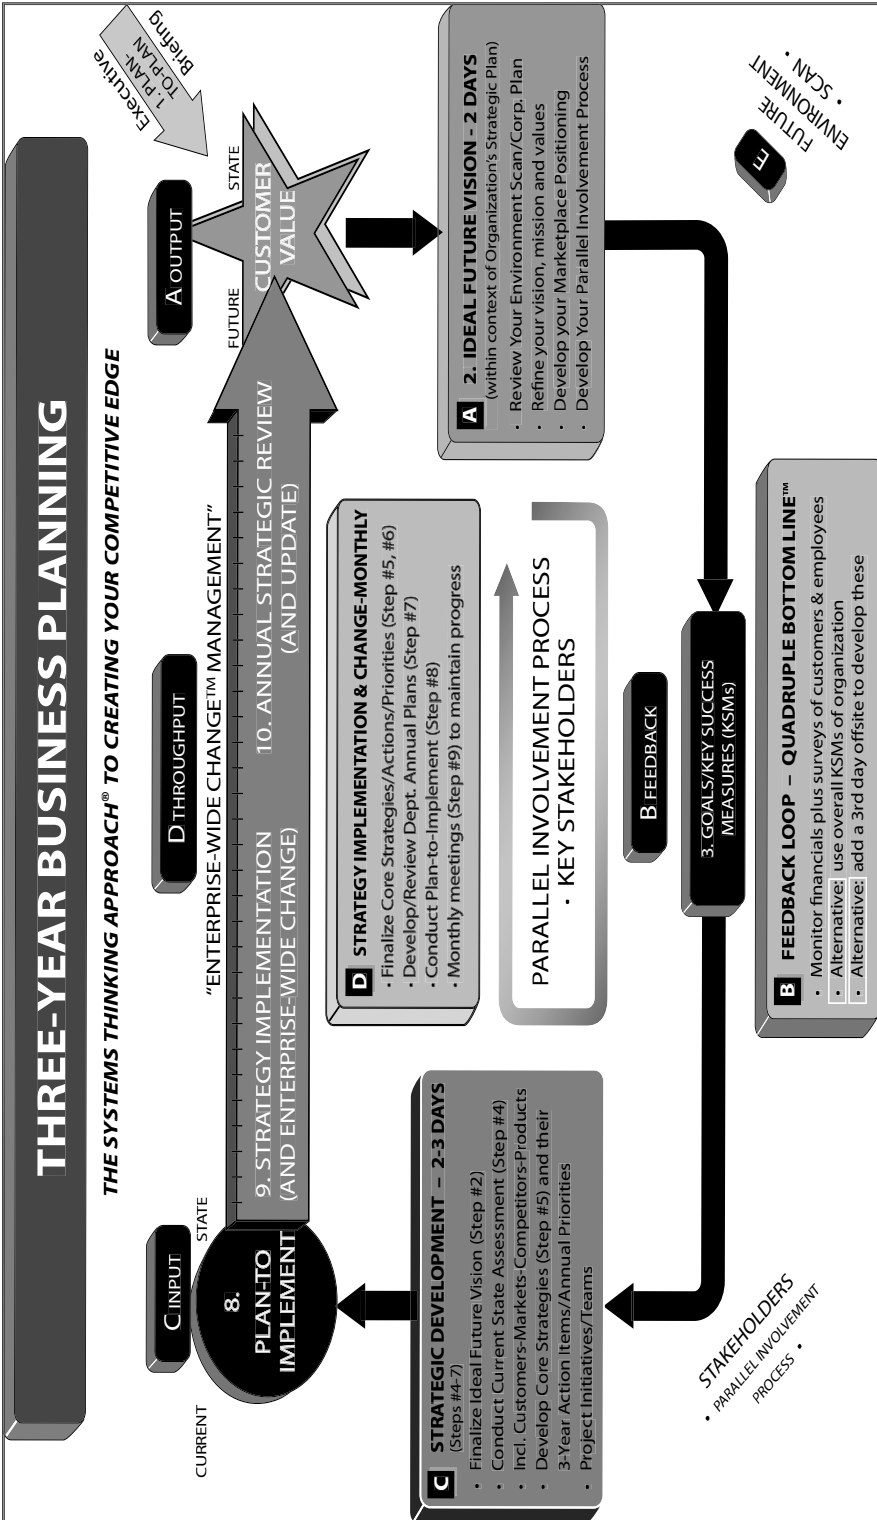 THREE-YEAR BUSINESS PLANNING
THE SYSTEMS THINKING APPROACH® TO CREATING YOUR COMPETITIVE EDGE
C INPUT
D THROUGHPUT
A OUTPUT
Executive
1. PLAN-
TO-PLAN
Briefing
CURRENT STATE
"ENTERPRISE-WIDE CHANGE™ MANAGEMENT"
FUTURE STATE
8.
PLAN-TO
IMPLEMENT
9. STRATEGY IMPLEMENTATION
(AND ENTERPRISE-WIDE CHANGE)
10. ANNUAL STRATEGIC REVIEW
(AND UPDATE)
CUSTOMER
VALUE
C STRATEGIC DEVELOPMENT – 2-3 DAYS
(Steps #4-7)
• Finalize Ideal Future Vision (Step #2)
• Conduct Current State Assessment (Step #4)
• Incl. Customers-Markets-Competitors-Products
• Develop Core Strategies (Step #5) and their
3-Year Action Items/Annual Priorities
• Project Initiatives/Teams
D STRATEGY IMPLEMENTATION & CHANGE-MONTHLY
• Finalize Core Strategies/Actions/Priorities (Step #5, #6)
• Develop/Review Dept. Annual Plans (Step #7)
• Conduct Plan-to-Implement (Step #8)
• Monthly meetings (Step #9) to maintain progress
A 2. IDEAL FUTURE VISION - 2 DAYS
(within context of Organization's Strategic Plan)
• Review Your Environment Scan/Corp. Plan
• Refine your vision, mission and values
• Develop your Marketplace Positioning
• Develop Your Parallel Involvement Process
PARALLEL INVOLVEMENT PROCESS
• KEY STAKEHOLDERS
B FEEDBACK
3. GOALS/KEY SUCCESS
MEASURES (KSMs)
STAKEHOLDERS
• PARALLEL INVOLVEMENT
PROCESS •
E
FUTURE
ENVIRONMENT
• SCAN •
B FEEDBACK LOOP – QUADRUPLE BOTTOM LINE™
• Monitor financials plus surveys of customers & employees
• Alternative: use overall KSMs of organization
• Alternative: add a 3rd day offsite to develop these